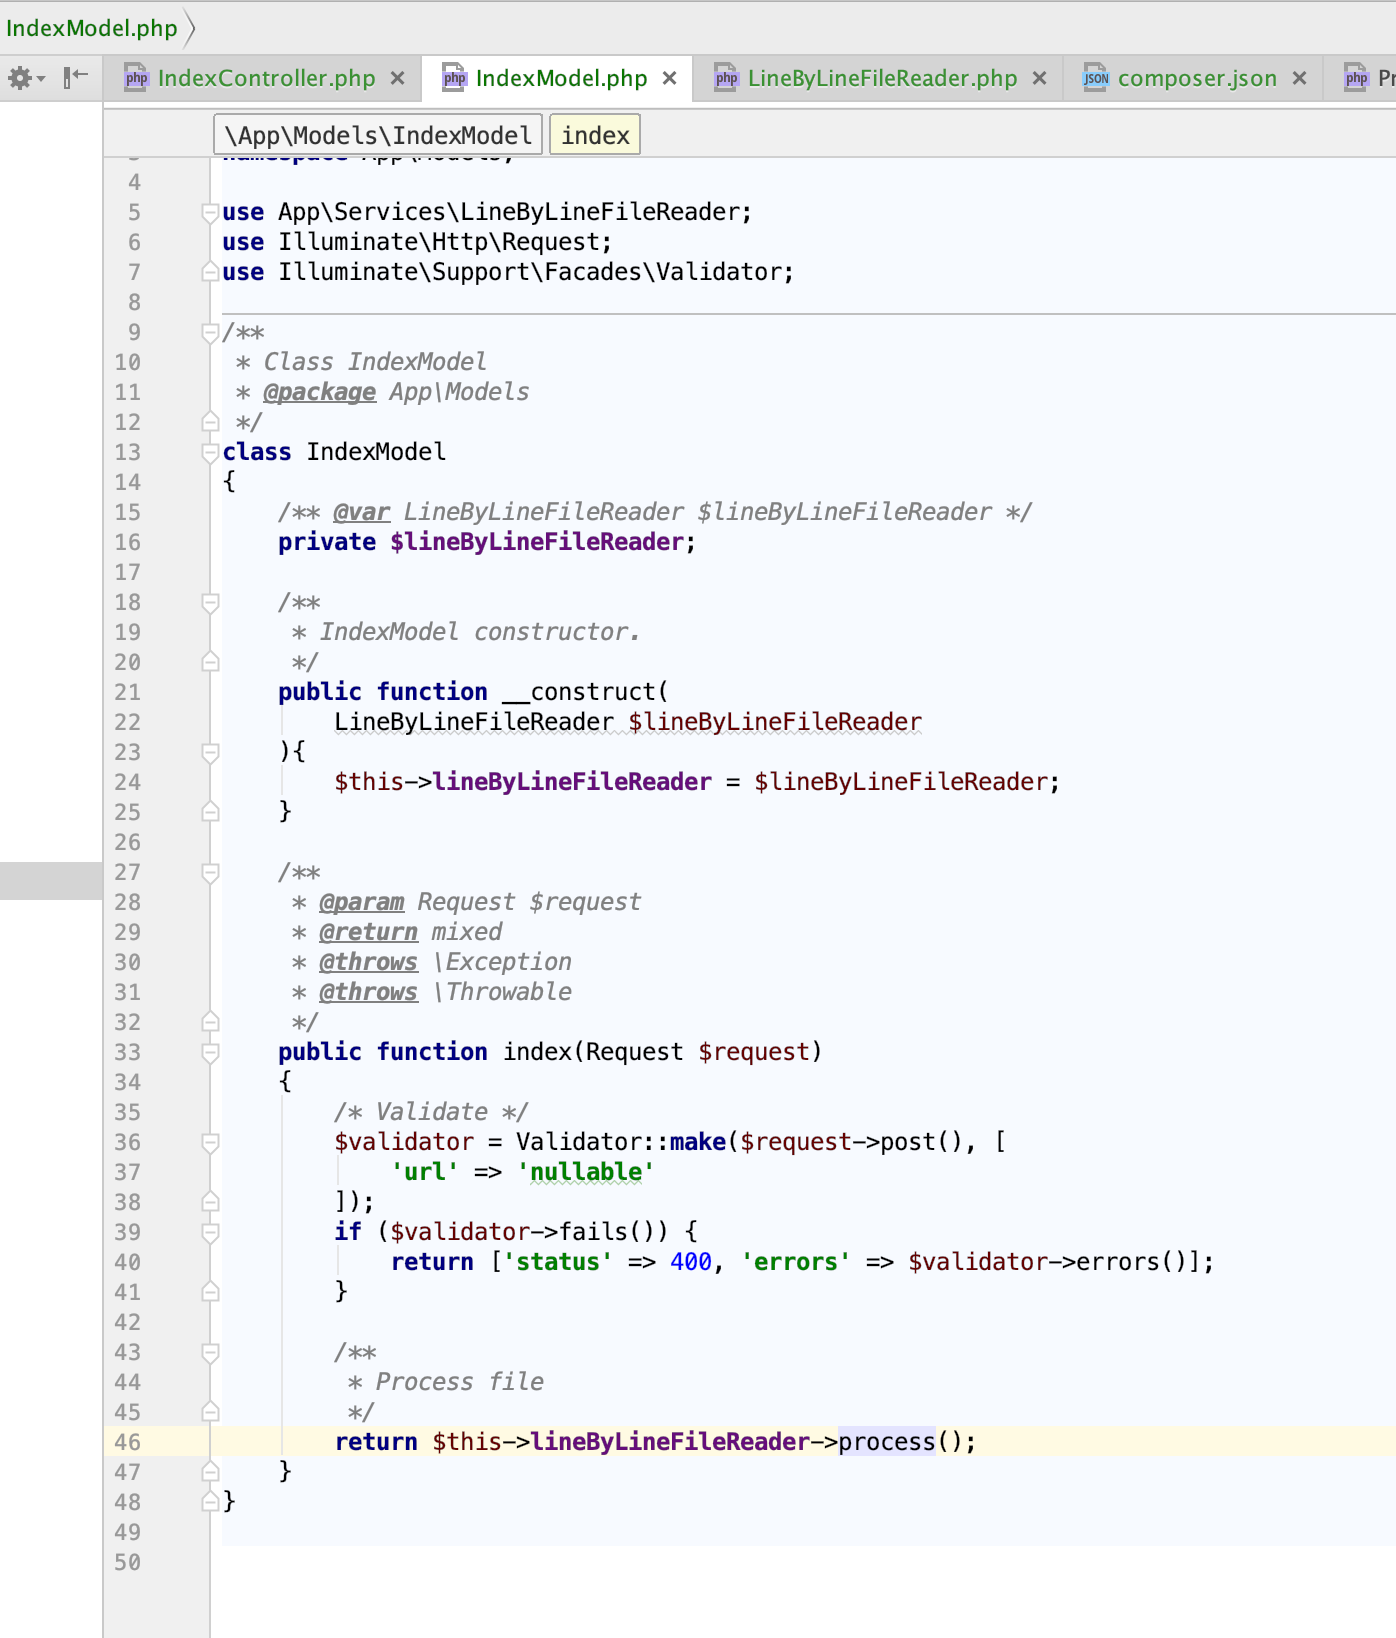 IndexModel.php
IndexController.php IndexModel.php LineByLineFileReader.php composer.json
\App\Models\IndexModel index
namespace App\Models;
4
5 use App\Services\LineByLineFileReader;
6 use Illuminate\Http\Request;
7 use Illuminate\Support\Facades\Validator;
8
9 /**
10 * Class IndexModel
11 * @package App\Models
12 */
13 class IndexModel
14 {
15 /** @var LineByLineFileReader $lineByLineFileReader */
16 private $lineByLineFileReader;
17
18 /**
19 * IndexModel constructor.
20 */
21 public function __construct(
22 LineByLineFileReader $lineByLineFileReader
23 ){
24 $this->lineByLineFileReader = $lineByLineFileReader;
25 }
26
27 /**
28 * @param Request $request
29 * @return mixed
30 * @throws \Exception
31 * @throws \Throwable
32 */
33 public function index(Request $request)
34 {
35 /* Validate */
36 $validator = Validator::make($request->post(), [
37 'url' => 'nullable'
38 ]);
39 if ($validator->fails()) {
40 return ['status' => 400, 'errors' => $validator->errors()];
41 }
42
43 /**
44 * Process file
45 */
46 return $this->lineByLineFileReader->process();
47 }
48 }
49
50